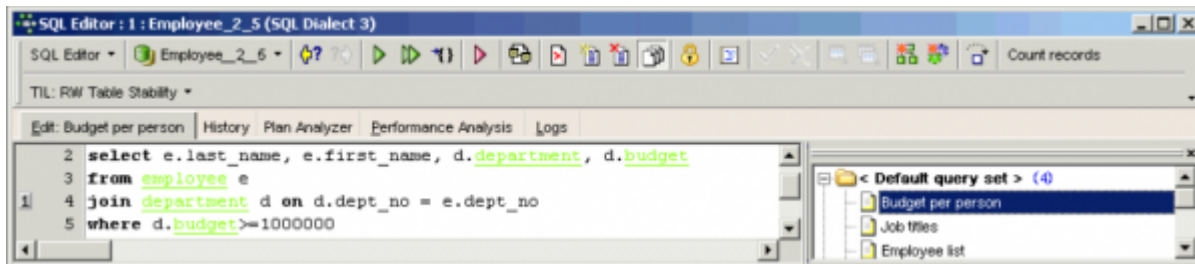 SQL Editor : 1 : Employee_2_5 (SQL Dialect 3)
SQL Editor Employee_2_6 Count records
TIL: RW Table Stability
Edit: Budget per person History Plan Analyzer Performance Analysis Logs
2 select e.last_name, e.first_name, d.department, d.budget
3 from employee e
1 4 join department d on d.dept_no = e.dept_no
5 where d.budget>=1000000
< Default query set > (4)
Budget per person
Job titles
Employee list